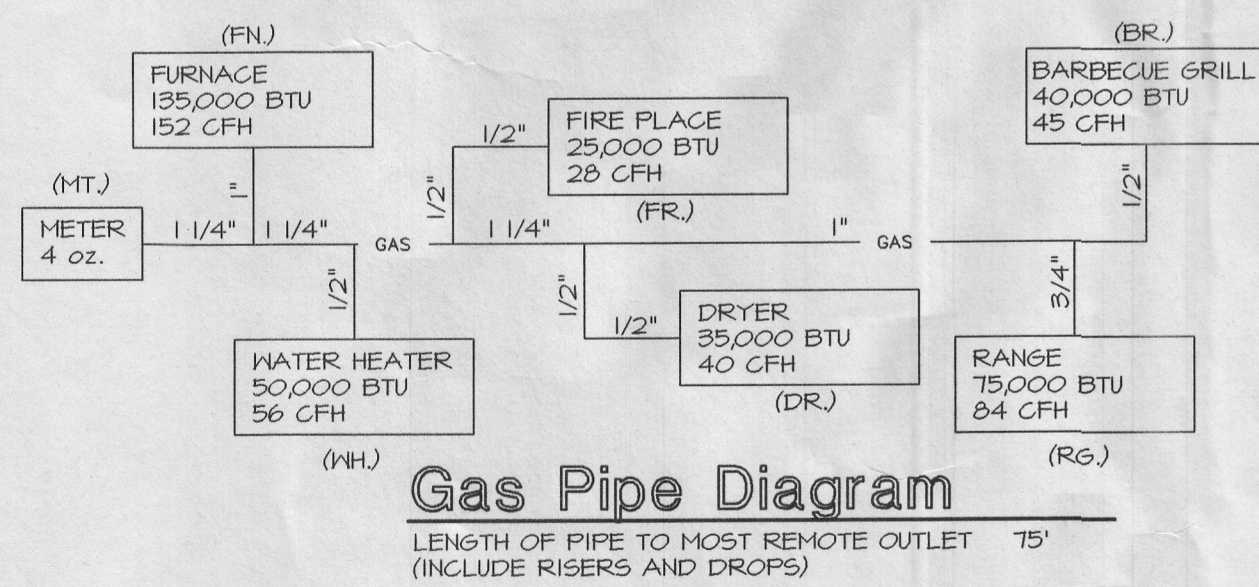 (FN.)
FURNACE
135,000 BTU
152 CFH
(BR.)
BARBECUE GRILL
40,000 BTU
45 CFH
FIRE PLACE
25,000 BTU
28 CFH
(FR.)
1/2"
1/2"
1/2"
1"
(MT.)
METER
4 oz.
1 1/4"
1 1/4"
GAS
1 1/4"
1"
GAS
1/2"
1/2"
1/2"
3/4"
DRYER
35,000 BTU
40 CFH
(DR.)
WATER HEATER
50,000 BTU
56 CFH
(WH.)
RANGE
75,000 BTU
84 CFH
(RG.)
Gas Pipe Diagram
LENGTH OF PIPE TO MOST REMOTE OUTLET 75'
(INCLUDE RISERS AND DROPS)